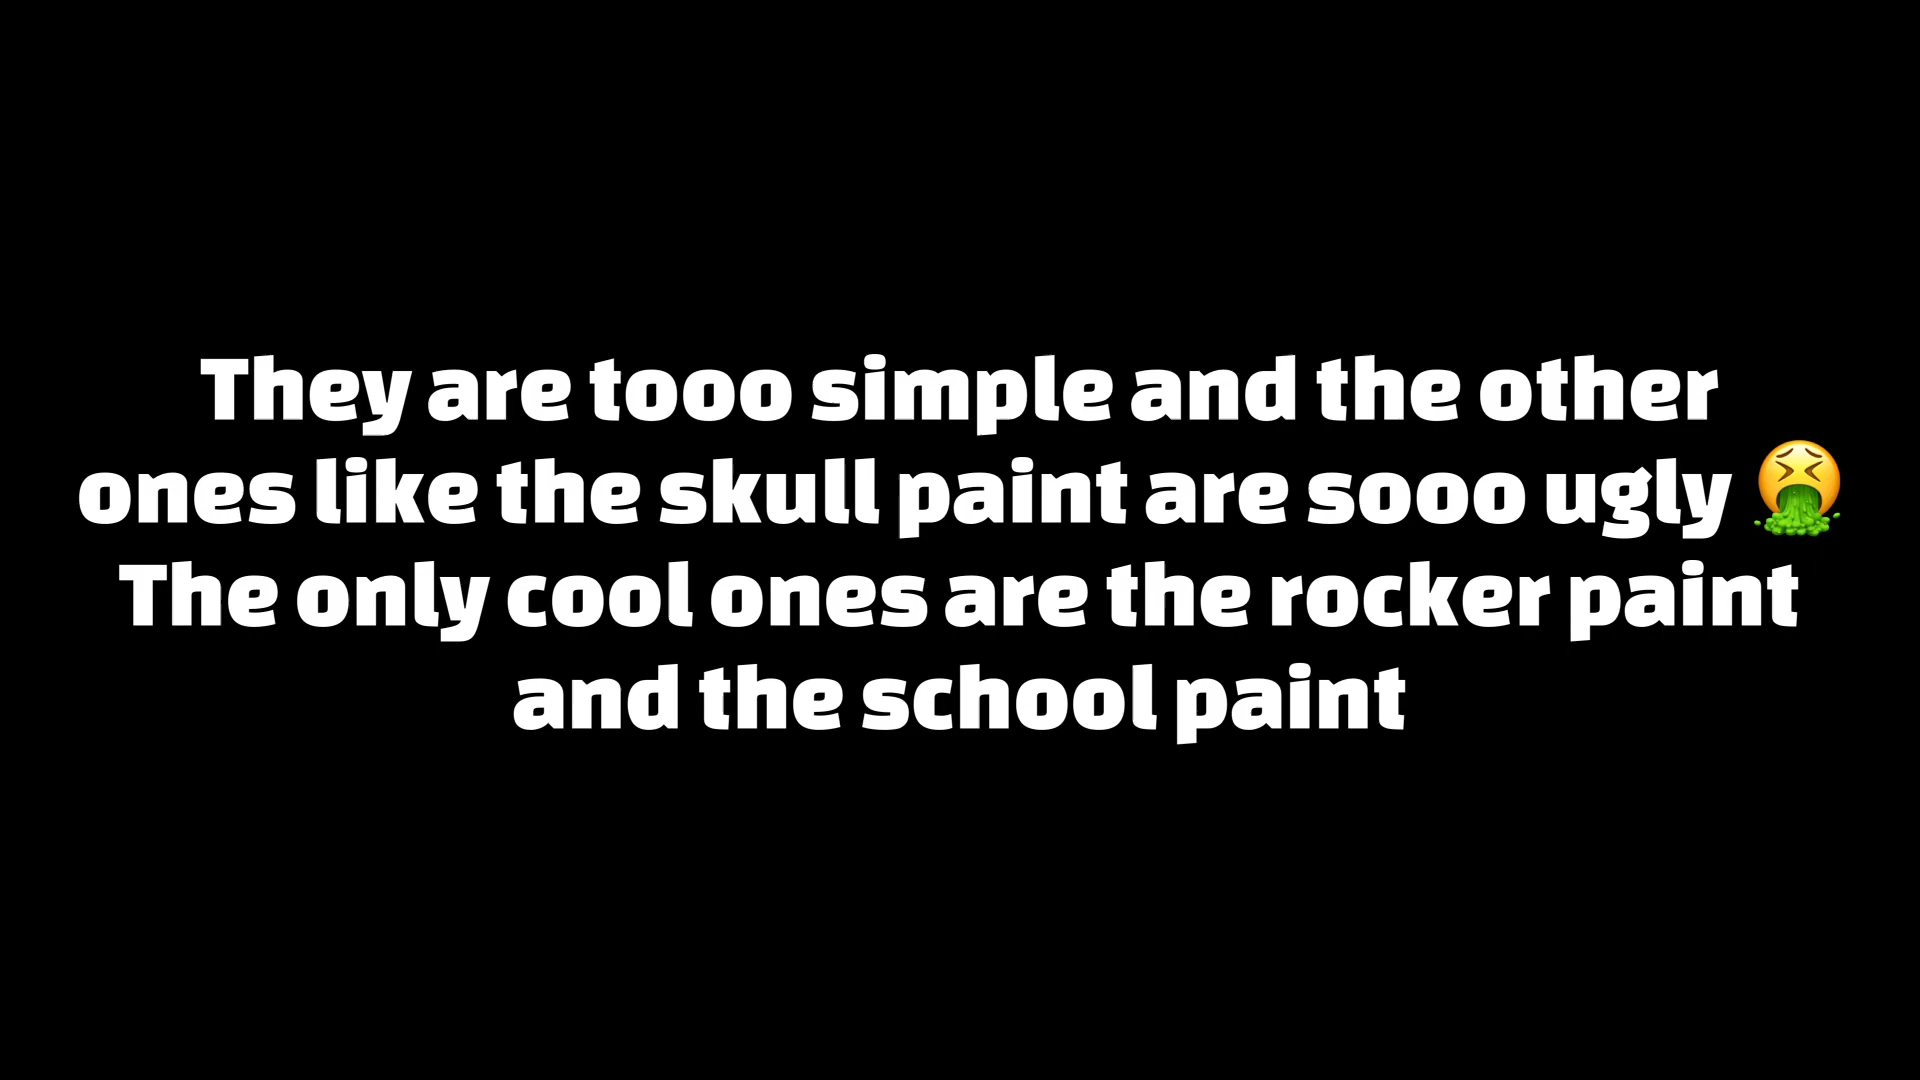 They are tooo simple and the other
ones like the skull paint are sooo ugly 🤮
The only cool ones are the rocker paint
and the school paint